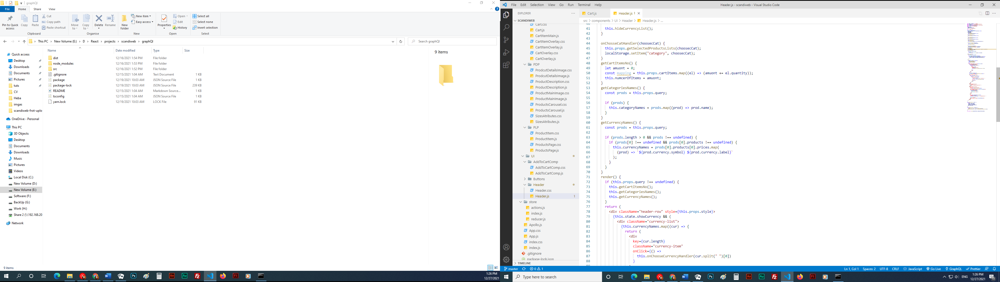 graphQl
File Home Share View
Pin to Quick access
Copy
Paste
Cut
Copy path
Paste shortcut
Clipboard
Move to
Copy to
Delete
Rename
Organise
New folder
New item
Easy access
New
Properties
Open
Edit
History
Open
Select all
Select none
Invert selection
Select
This PC > New Volume (E:) > D > React > projects > scandiweb > graphQl
Search graphQl
Quick access
Desktop
Downloads
Documents
Pictures
tuts
CV
Heba
imgas
scandiweb-frot-uplo
OneDrive - Personal
This PC
3D Objects
Desktop
Documents
Downloads
Music
Pictures
Videos
Local Disk (C:)
New Volume (D:)
New Volume (E:)
Software (F:)
BackUp (G:)
Work (H:)
Share 2 (\\192.168.20
Network
Name Date modified Type Size
dist 12/16/2021 1:54 PM File folder
node_modules 12/16/2021 1:53 PM File folder
src 12/16/2021 1:52 PM File folder
.gitignore 12/15/2021 1:04 AM Text Document 1 KB
package 12/19/2021 10:03 AM JSON Source File 1 KB
package-lock 12/19/2021 10:03 AM JSON Source File 239 KB
README 12/15/2021 1:04 AM Markdown Source... 1 KB
tsconfig 12/15/2021 1:04 AM JSON Source File 1 KB
yarn.lock 12/19/2021 10:03 AM LOCK File 91 KB
9 items
9 items
1:26 PM
12/27/2021
File Edit Selection View Go Run Terminal Help
Header.js - scandiweb - Visual Studio Code
EXPLORER
SCANDIWEB
Cart.css
Cart.js
CartItemMain.js
CartItemOverlay.css
CartItemOverlay.js
CartOverlay.css
CartOverlay.js
PDP
ProdcutDetailsImage.css
ProdcutDetailsImage.js
ProductDescription.css
ProductDescription.js
ProductMainImage.css
ProductMainImage.js
ProductsCarousel.css
ProductsCarousel.js
SizesAtributes.css
SizesAtributes.js
PLP
ProductItem.css
ProductItem.js
ProductsPage.css
ProductsPage.js
UI
AddToCartComp
AddToCartComp.css
AddToCartComp.js
Buttons
Header
Header.css
Header.js 1
store
actions.js
index.js
reducer.js
Apollo.js
App.css
App.js
index.css
index.js
.gitignore
package-lock.json
TIMELINE
Cart.js
Header.js 1
src > components > UI > Header > Header.js > ...
40
41 this.hideCurrencyList();
42 }
43
44 onChosseCatHandler(choosecCat) {
45 this.props.getSelectedProductsLists(choosecCat);
46 localStorage.setItem("category", choosecCat);
47 }
48 getCartItemsNo() {
49 let amuont = 0;
50 const mapping = this.props.cartItems.map((el) => (amuont += el.quantity));
51 this.numcerOfItems = amuont;
52 }
53 getCategoriesNames() {
54 const prods = this.props.query;
55
56 if (prods) {
57 this.categoryNames = prods.map((prod) => prod.name);
58 }
59 }
60 getCurrencyNames() {
61 const prods = this.props.query;
62
63 if (prods.length > 0 && prods !== undefined) {
64 if (prods[0] !== undefined && prods[0].products !== undefined) {
65 this.currencyNames = prods[0].products[0].prices.map(
66 (prod) => `${prod.currency.symbol} ${prod.currency.label}`
67 );
68 }
69 }
70 }
71 render() {
72 if (this.props.query !== undefined) {
73 this.getCartItemsNo();
74 this.getCategoriesNames();
75 this.getCurrencyNames();
76 }
77 return (
78 <div className="header-row" style={this.props.style}>
79 {this.state.showCurrency && (
80 <div className="currency-list">
81 {this.currencyNames.map((cur) => {
82 return (
83 <div
84 key={cur.length}
85 className="currency-item"
86 onClick={() =>
87 this.onChooseCurrencyHandler(cur.split(" ")[0])
88 }
master 0 1
Ln 1, Col 1 Spaces: 2 UTF-8 CRLF {} JavaScript Go Live GraphQL Prettier
Type here to search
ENG
1:26 PM
12/27/2021